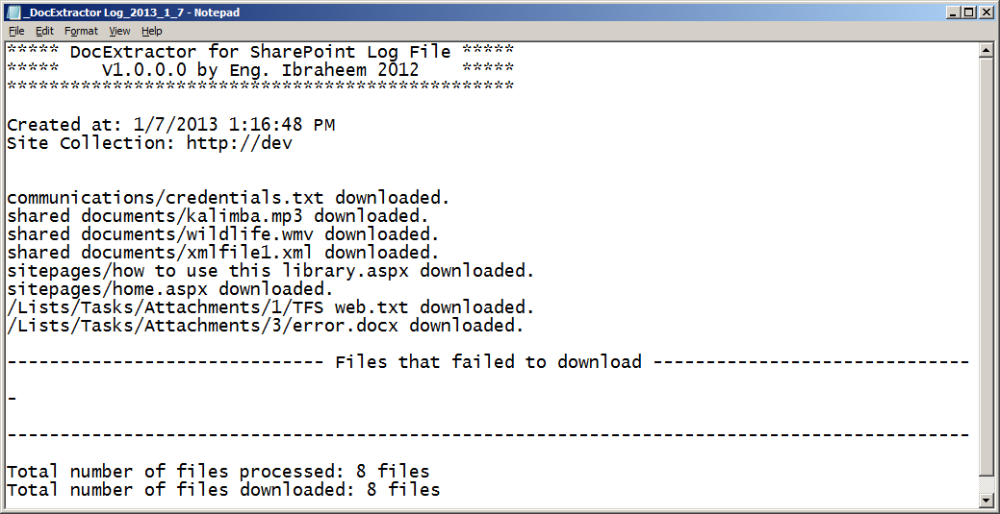 _DocExtractor Log_2013_1_7 - Notepad
File Edit Format View Help
***** DocExtractor for SharePoint Log File *****
*****    V1.0.0.0 by Eng. Ibraheem 2012    *****
************************************************
Created at: 1/7/2013 1:16:48 PM
Site Collection: http://dev
communications/credentials.txt downloaded.
shared documents/kalimba.mp3 downloaded.
shared documents/wildlife.wmv downloaded.
shared documents/xmlfile1.xml downloaded.
sitepages/how to use this library.aspx downloaded.
sitepages/home.aspx downloaded.
/Lists/Tasks/Attachments/1/TFS web.txt downloaded.
/Lists/Tasks/Attachments/3/error.docx downloaded.
------------------------------ Files that failed to download ------------------------------
-
-------------------------------------------------------------------------------------------
Total number of files processed: 8 files
Total number of files downloaded: 8 files